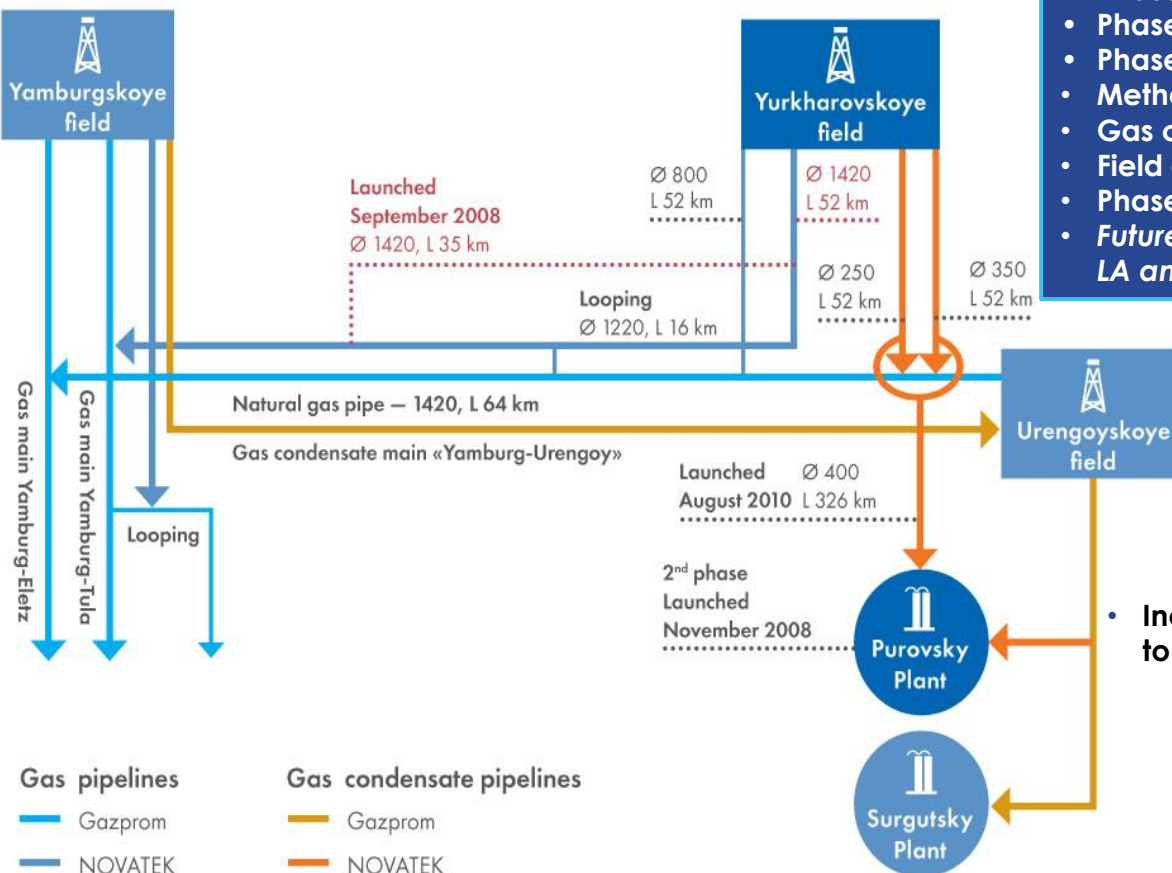 Yamburgskoye
field
Yurkharovskoye
field
• Phase
• Phase
• Gas
• Field
• Phase
• Future
LA
Launched
September 2008
Ø 1420, L 35 km
Ø 800
L 52 km
Ø 1420
L 52 km
Ø 250
L 52 km
Ø 350
L 52 km
Looping
Ø 1220, L 16 km
Natural gas pipe — 1420, L 64 km
Gas condensate main «Yamburg-Urengoy»
Urengoyskoye
field
Gas main Yamburg-Eletz
Gas main Yamburg-Tula
Looping
Launched Ø 400
August 2010 L 326 km
2nd phase
Launched
November 2008
Purovsky
Plant
•
to
Surgutsky
Plant
Gas pipelines
Gazprom
NOVATEK
Gas condensate pipelines
Gazprom
NOVATEK